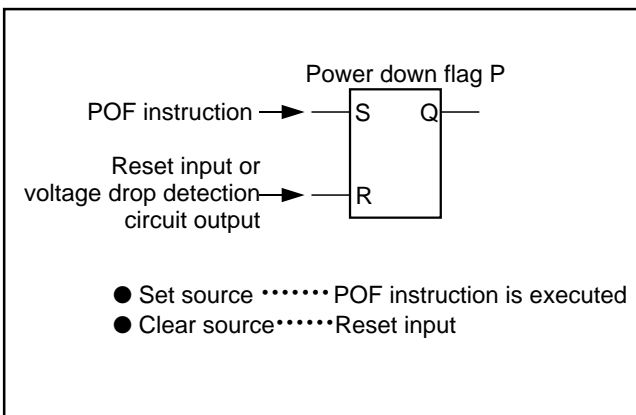 Power down flag P
POF instruction
S Q
Reset input or
voltage drop detection
circuit output
R
● Set source ••••••• POF instruction is executed
● Clear source••••••Reset input